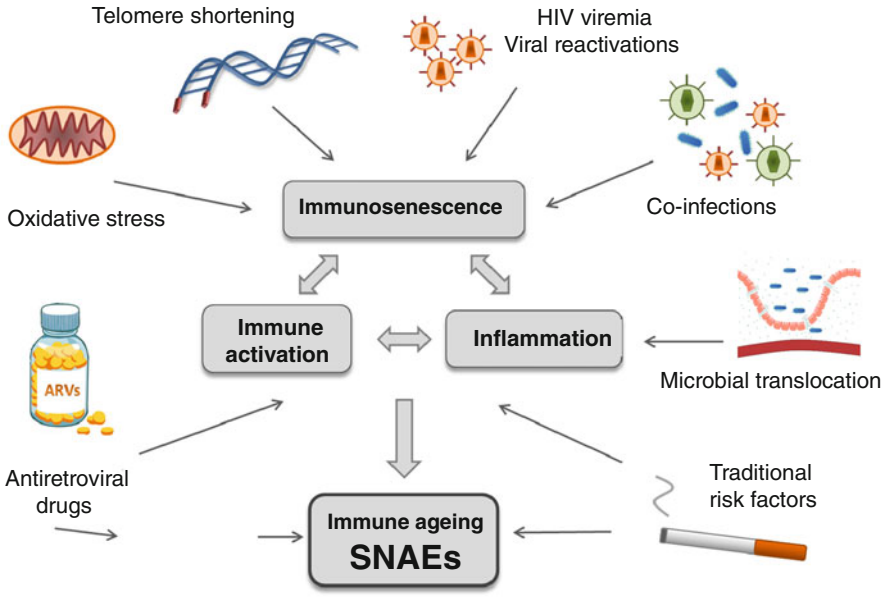 Telomere shortening
HIV viremia
Viral reactivations
Oxidative stress
Immunosenescence
Co-infections
Immune
activation
Inflammation
Microbial translocation
ARVs
Antiretroviral
drugs
Traditional
risk factors
Immune ageing
SNAEs